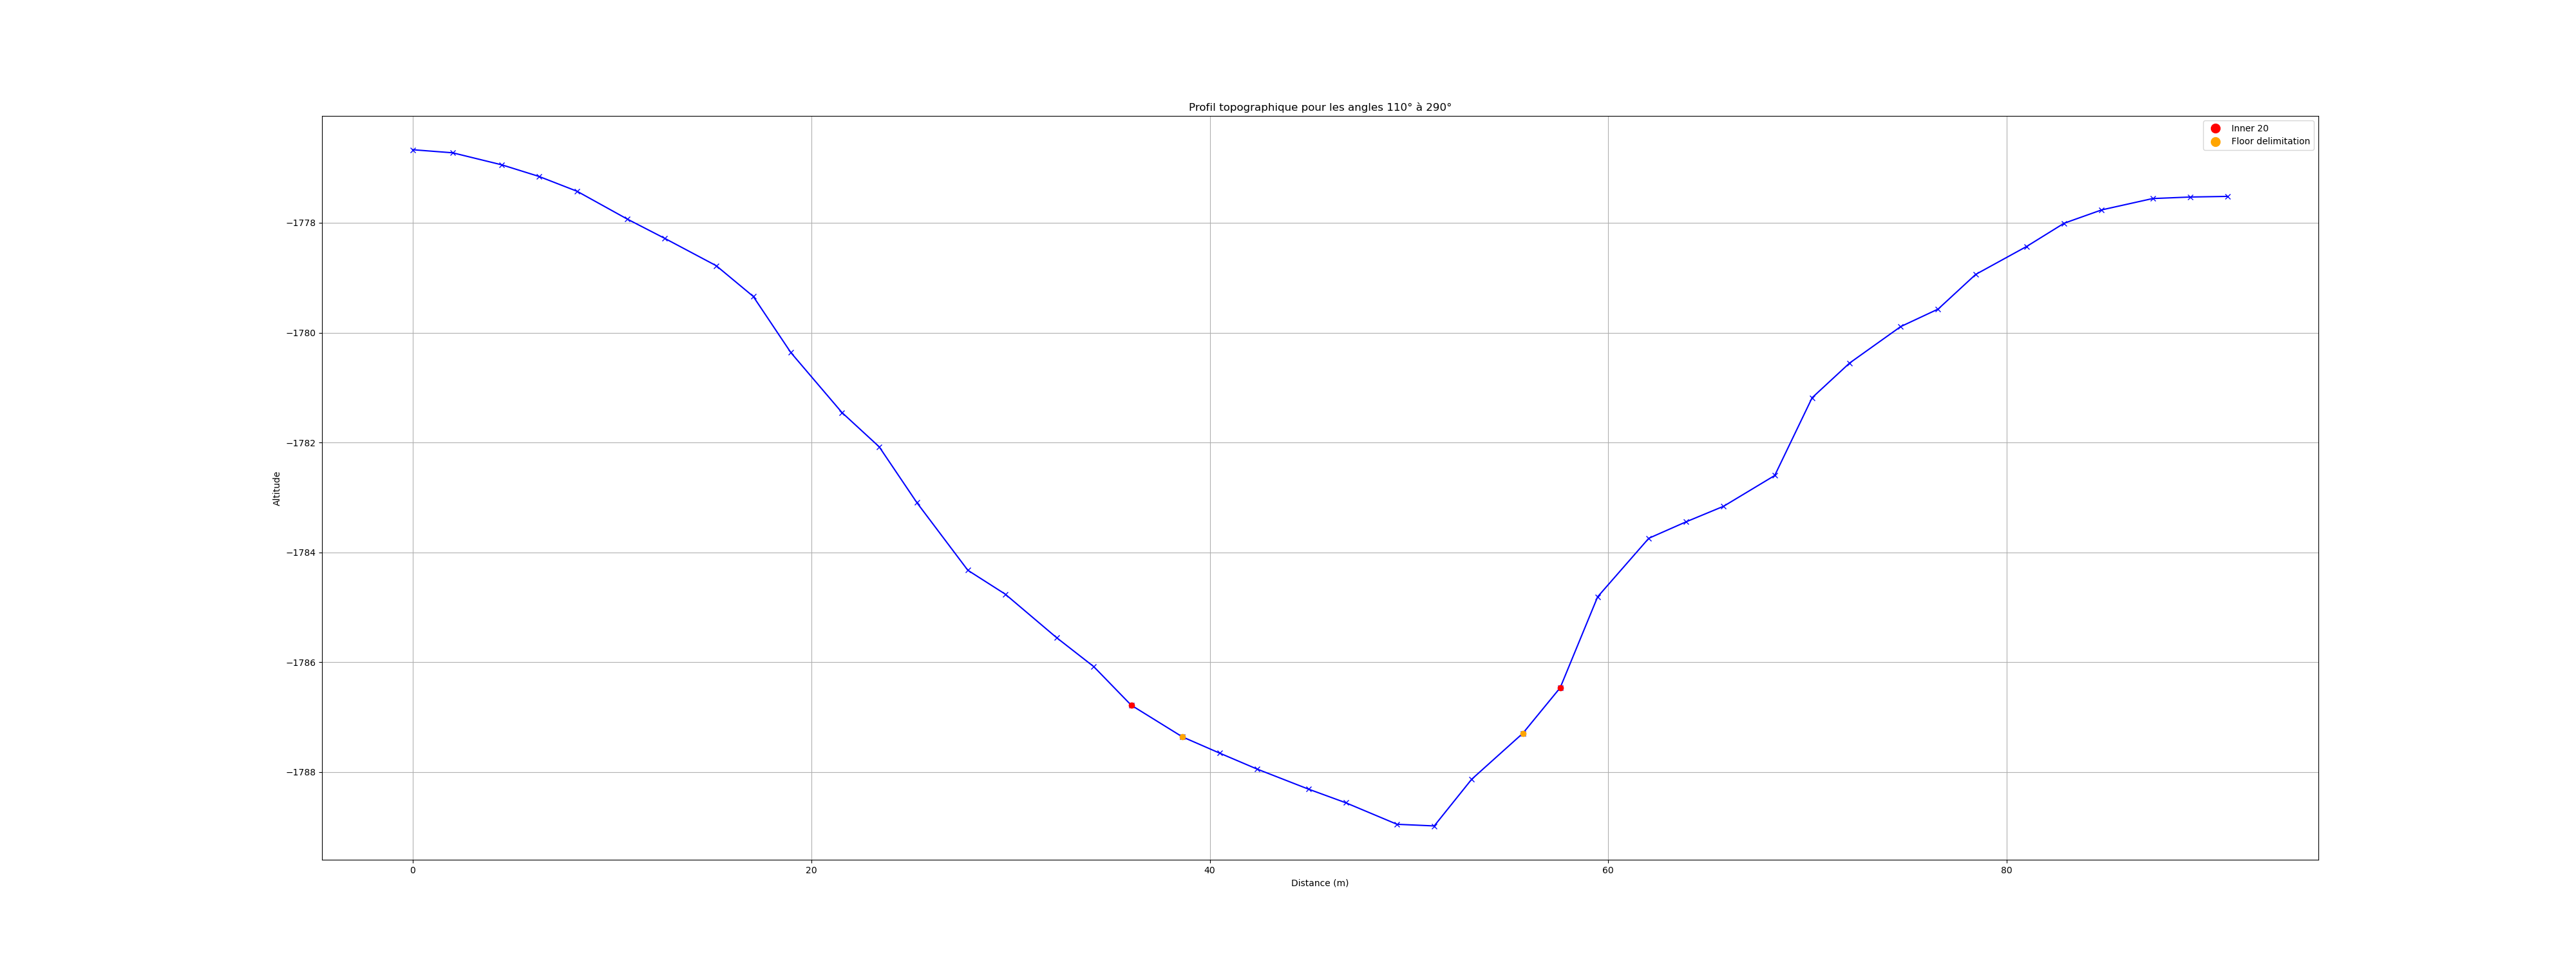 Profil topographique pour les angles 110° à 290°
Inner 20
Floor delimitation
−1778
−1780
−1782
−1784
−1786
−1788
Altitude
0 20 40 60 80
Distance (m)